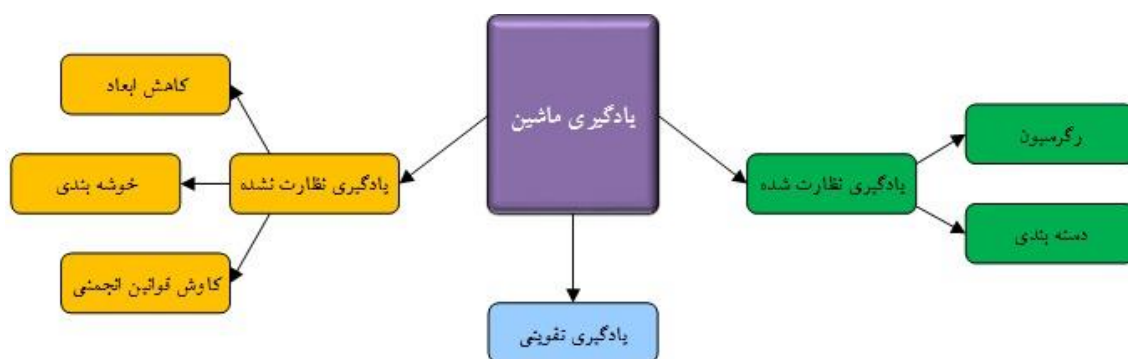 یادگیری ماشین
یادگیری نظارت شده
رگرسیون
دسته بندی
یادگیری تقویتی
یادگیری نظارت نشده
کاهش ابعاد
خوشه بندی
کاوش قوانین انجمنی